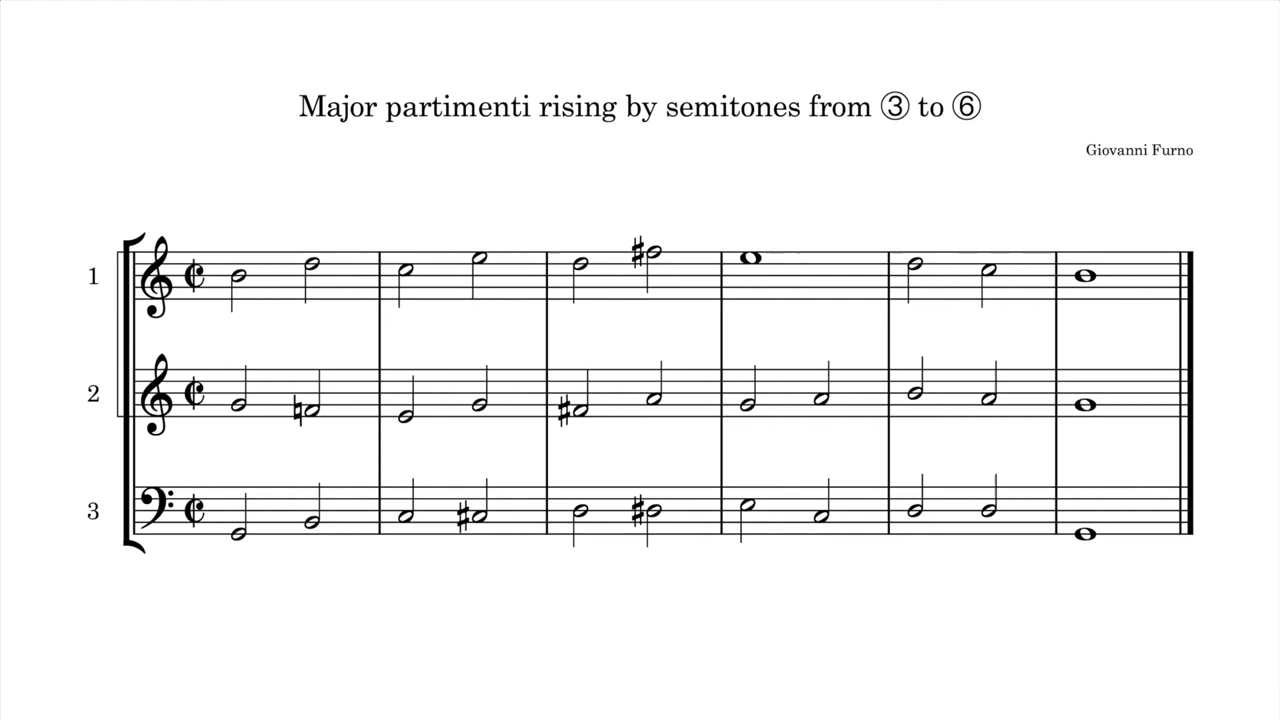 Major partimenti rising by semitones from ③ to ⑥
Giovanni Furno
1
2
3